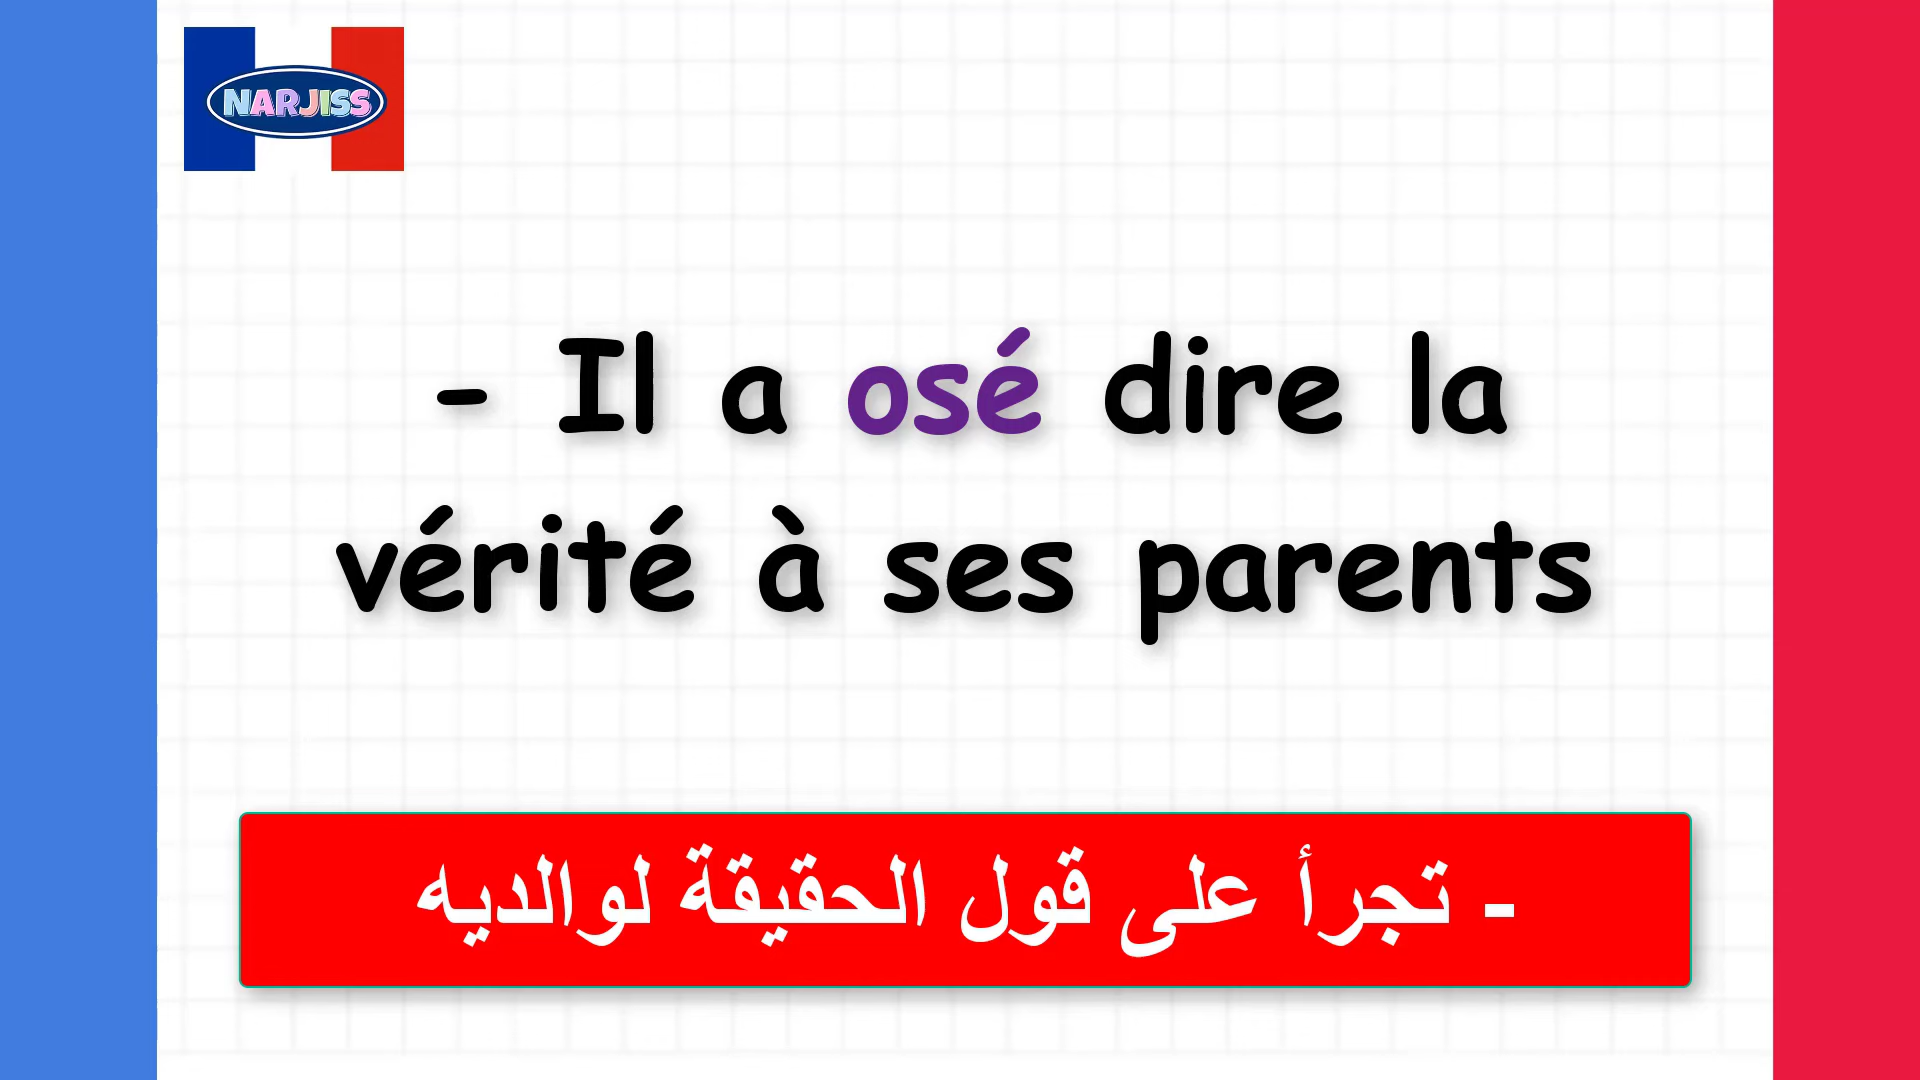 NARJISS
- Il a osé dire la
vérité à ses parents
- تجرأ على قول الحقيقة لوالديه